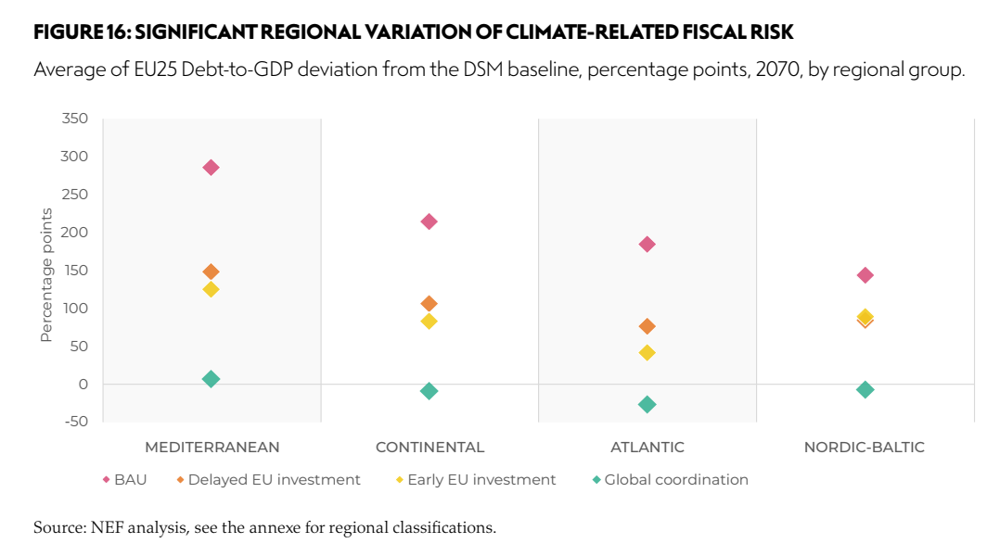 FIGURE 16: SIGNIFICANT REGIONAL VARIATION OF CLIMATE-RELATED FISCAL RISK
Average of EU25 Debt-to-GDP deviation from the DSM baseline, percentage points, 2070, by regional group.
Percentage points
350
300
250
200
150
100
50
0
-50
MEDITERRANEAN
CONTINENTAL
ATLANTIC
NORDIC-BALTIC
BAU
Delayed EU investment
Early EU investment
Global coordination
Source: NEF analysis, see the annexe for regional classifications.